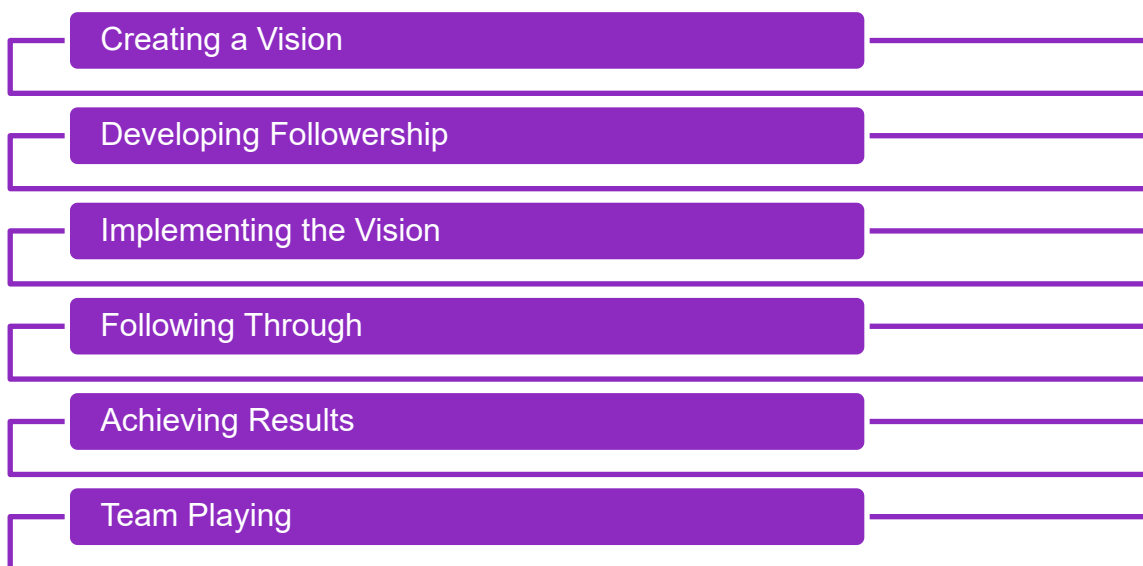 Creating a Vision
Developing Followership
Implementing the Vision
Following Through
Achieving Results
Team Playing